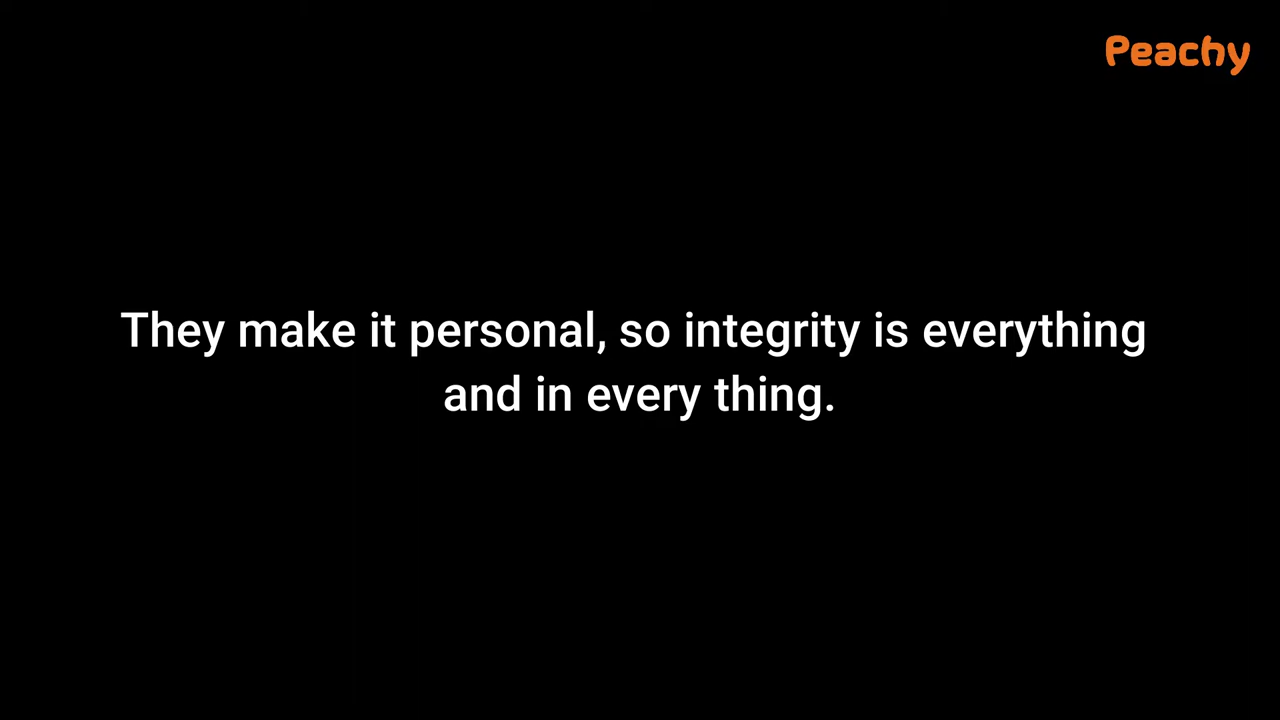 Peachy
They make it personal, so integrity is everything
and in every thing.